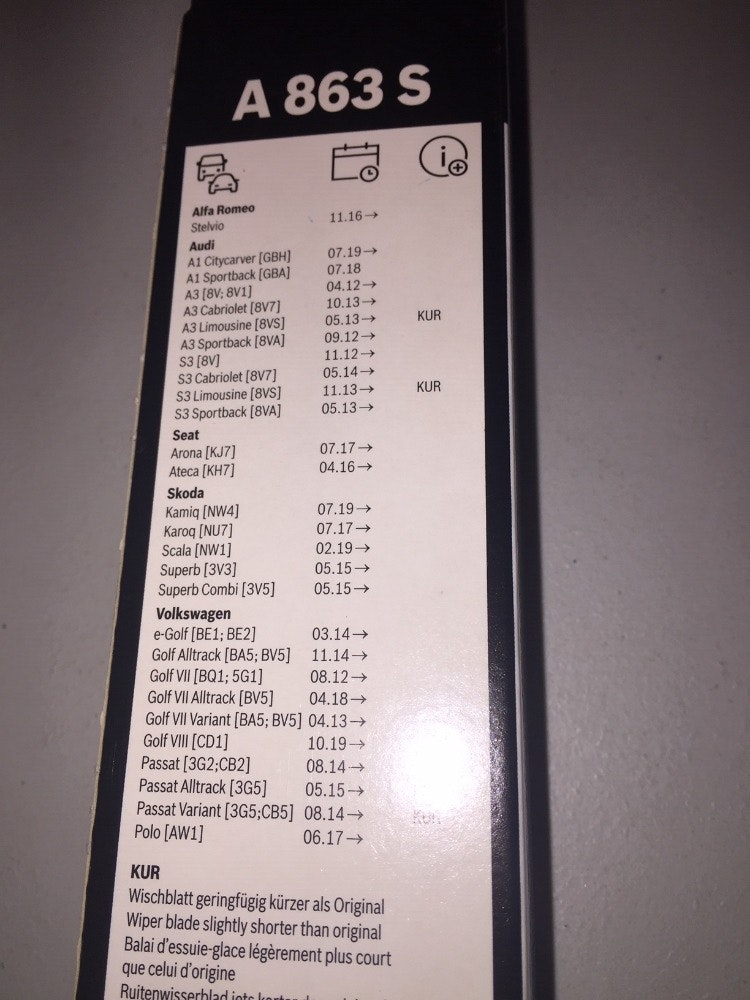 A 863 S
Alfa Romeo
Stelvio 11.16→
Audi
A1 Citycarver [GBH] 07.19→
A1 Sportback [GBA] 07.18
A3 [8V; 8V1] 04.12→
A3 Cabriolet [8V7] 10.13→
A3 Limousine [8VS] 05.13→ KUR
A3 Sportback [8VA] 09.12→
S3 [8V] 11.12→
S3 Cabriolet [8V7] 05.14→
S3 Limousine [8VS] 11.13→ KUR
S3 Sportback [8VA] 05.13→
Seat
Arona [KJ7] 07.17→
Ateca [KH7] 04.16→
Skoda
Kamiq [NW4] 07.19→
Karoq [NU7] 07.17→
Scala [NW1] 02.19→
Superb [3V3] 05.15→
Superb Combi [3V5] 05.15→
Volkswagen
e-Golf [BE1; BE2] 03.14→
Golf Alltrack [BA5; BV5] 11.14→
Golf VII [BQ1; 5G1] 08.12→
Golf VII Alltrack [BV5] 04.18→
Golf VII Variant [BA5; BV5] 04.13→
Golf VIII [CD1] 10.19→
Passat [3G2;CB2] 08.14→
Passat Alltrack [3G5] 05.15→
Passat Variant [3G5;CB5] 08.14→ KUR
Polo [AW1] 06.17→
KUR
Wischblatt geringfügig kürzer als Original
Wiper blade slightly shorter than original
Balai d'essuie-glace légèrement plus court
que celui d'origine
Ruitenwisserblad iets